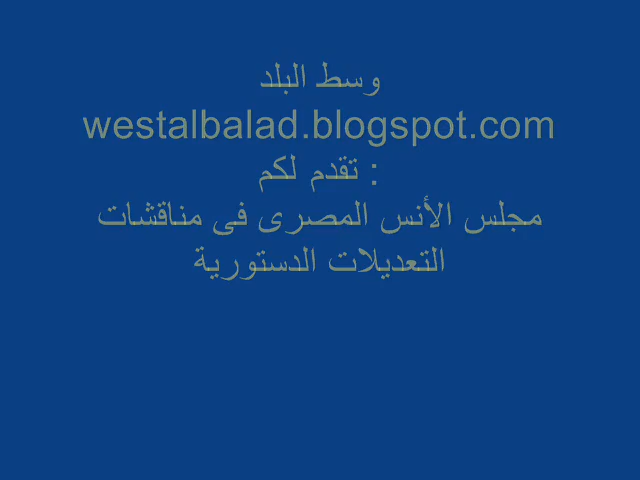 وسط البلد
westalbalad.blogspot.com
تقدم لكم :
مجلس الأنس المصرى فى مناقشات
التعديلات الدستورية